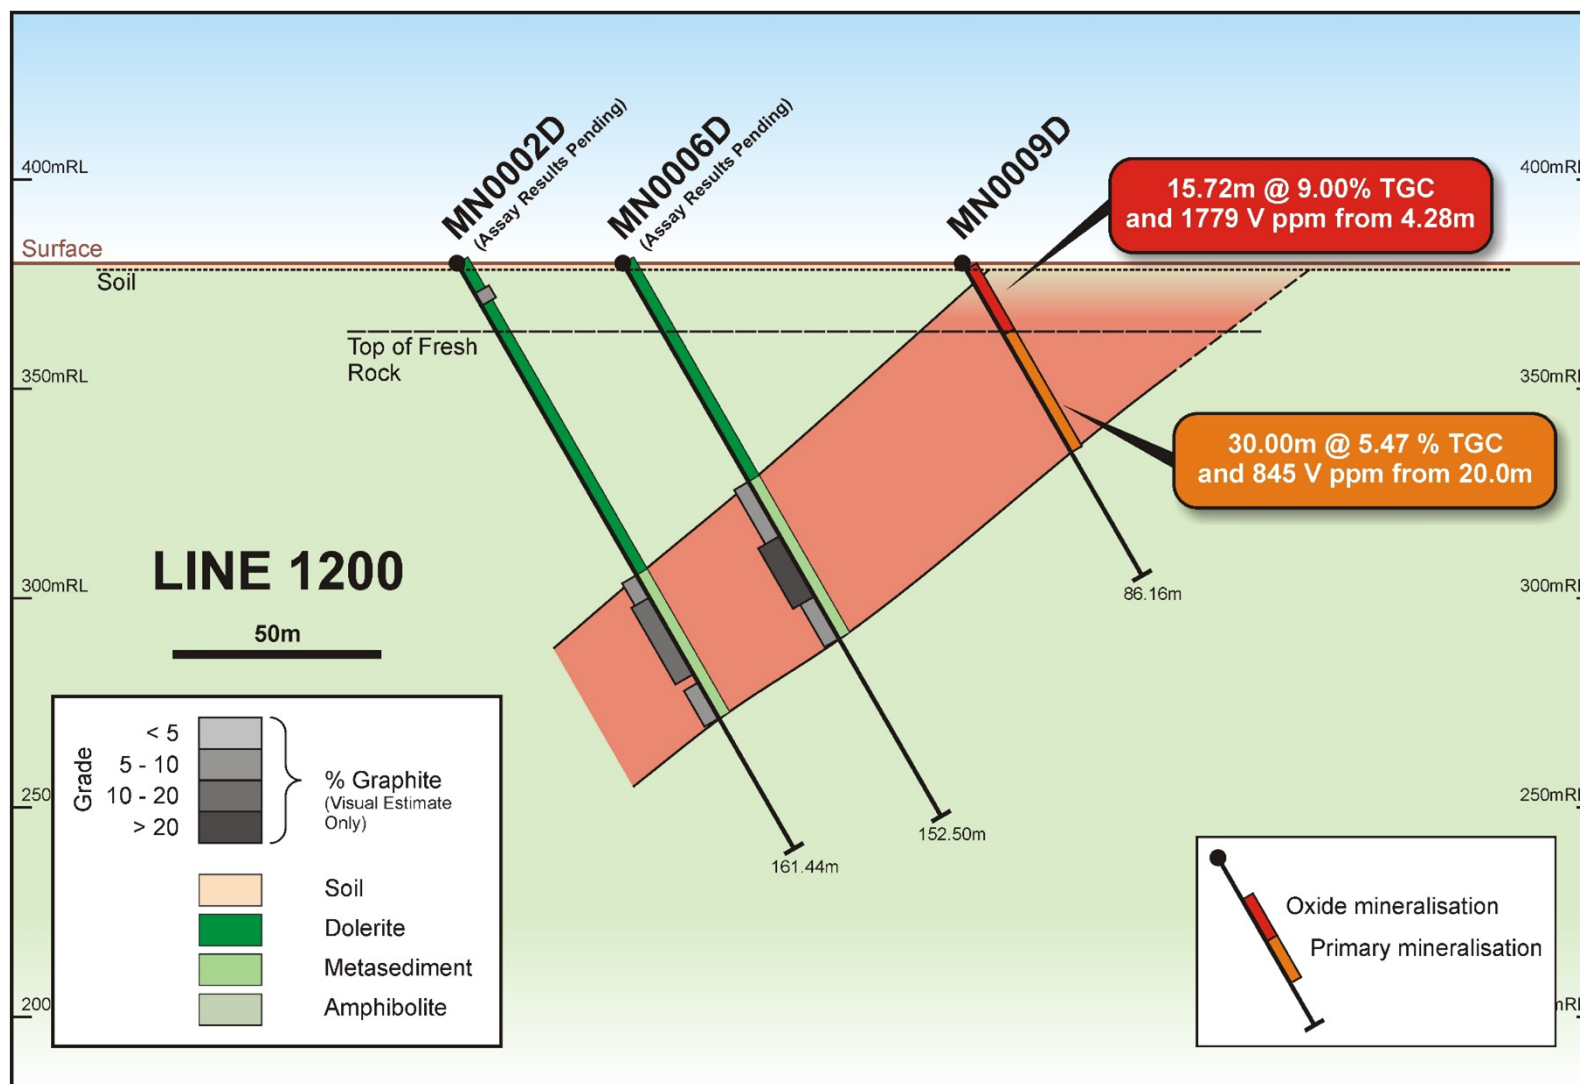 MN0002D
(Assay Results Pending)
MN0006D
(Assay Results Pending)
MN0009D
400mRL
400mRL
15.72m @ 9.00% TGC
and 1779 V ppm from 4.28m
Surface
Soil
Top of Fresh
Rock
350mRL
350mRL
30.00m @ 5.47 % TGC
and 845 V ppm from 20.0m
LINE 1200
300mRL
300mRL
86.16m
50m
250
250mRL
152.50m
161.44m
Grade
< 5
5 - 10
10 - 20
> 20
% Graphite
(Visual Estimate
Only)
Soil
Dolerite
Metasediment
Amphibolite
Oxide mineralisation
Primary mineralisation
200
mRL